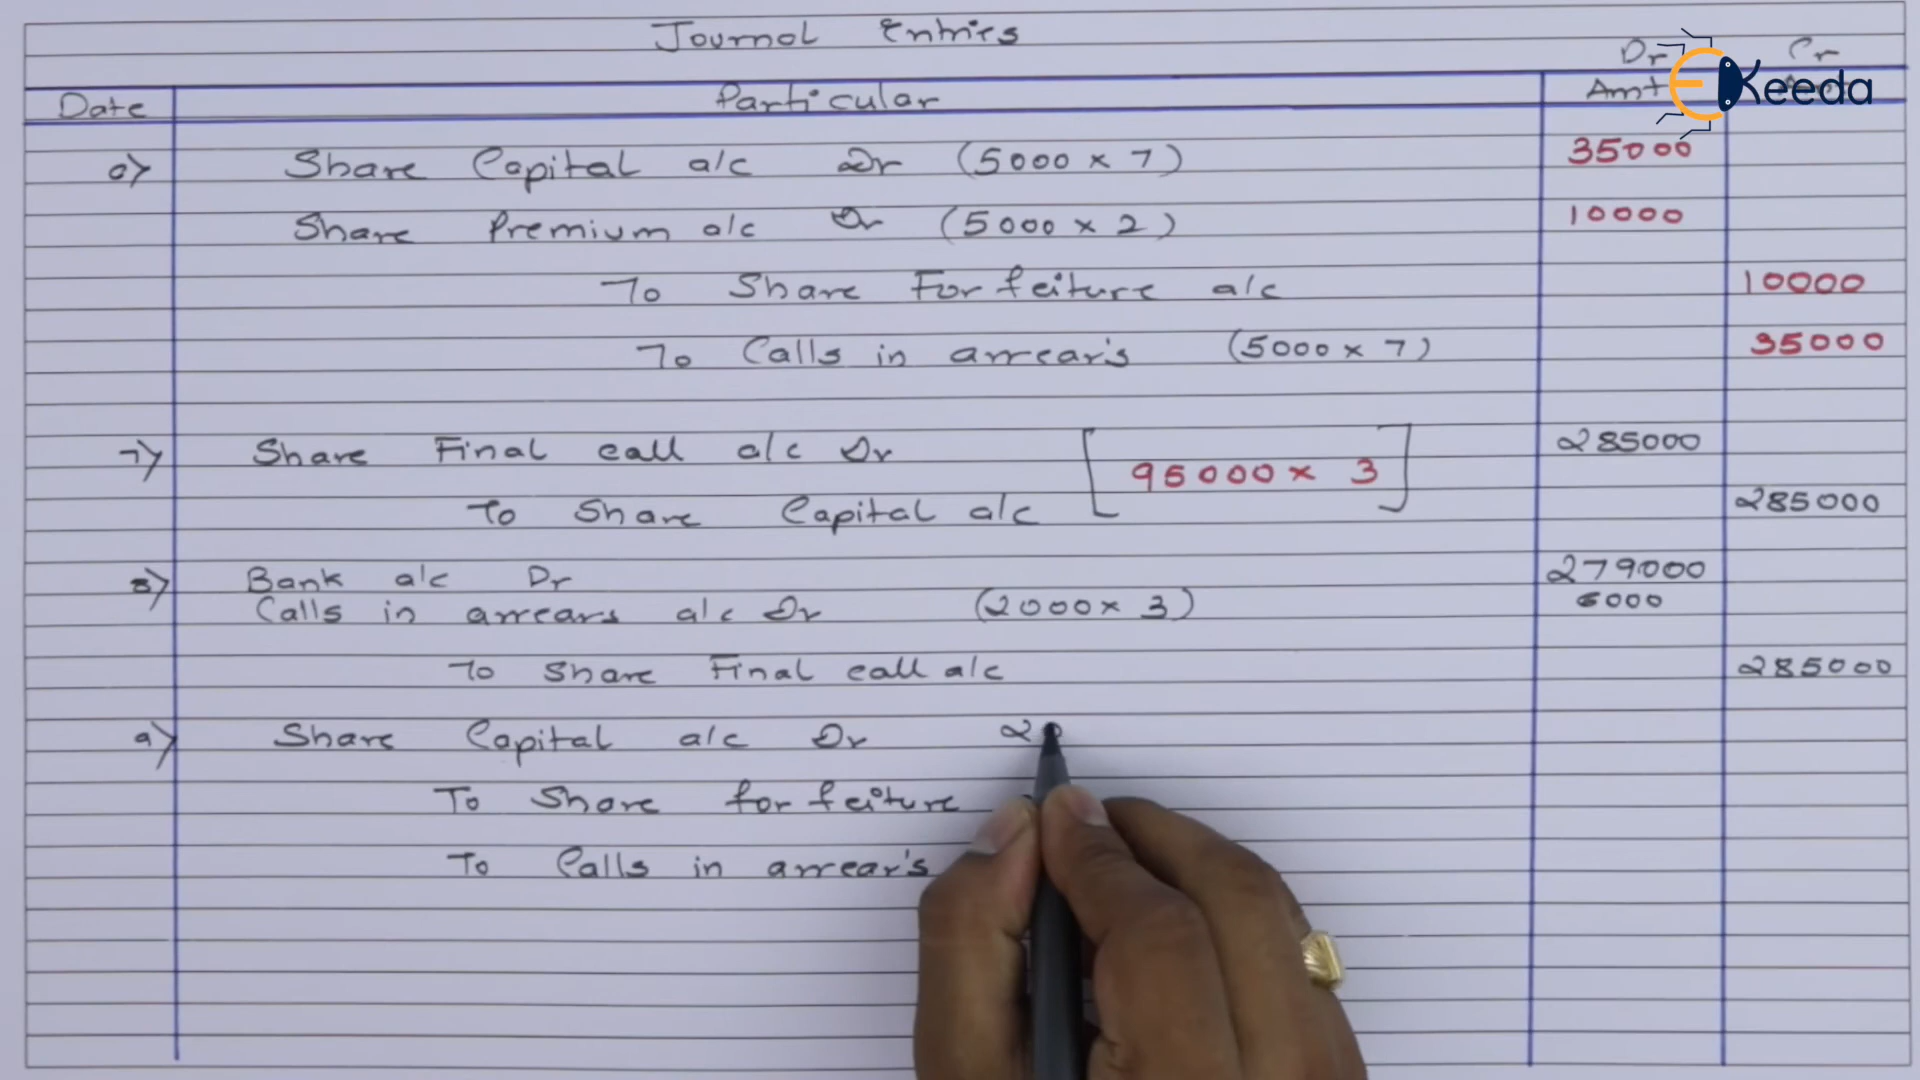 Journal Entries
Dr Cr
Date Particular Amt
Keeda
6) Share Capital a/c Dr (5000 x 7) 35000
Share Premium a/c Dr (5000 x 2) 10000
To Share Forfeiture a/c 10000
To Calls in arrear's (5000 x 7) 35000
7) Share Final call a/c Dr [95000 x 3] 285000
To Share Capital a/c 285000
8) Bank a/c Dr 279000
Calls in arrears a/c Dr (2000 x 3) 6000
To Share Final call a/c 285000
9) Share Capital a/c Dr 20
To Share forfeiture
To Calls in arrear's